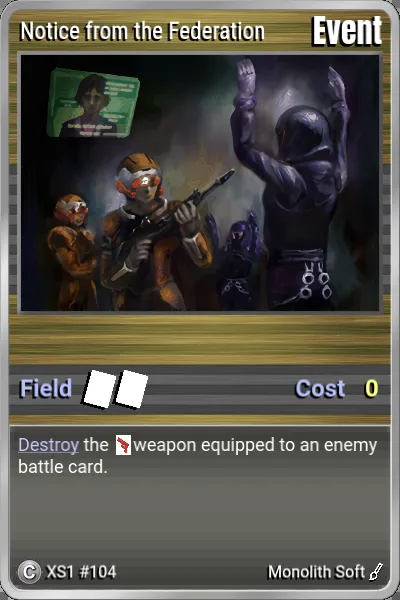 Notice from the Federation
Event
Field
Cost 0
Destroy the weapon equipped to an enemy
battle card.
C XS1 #104
Monolith Soft